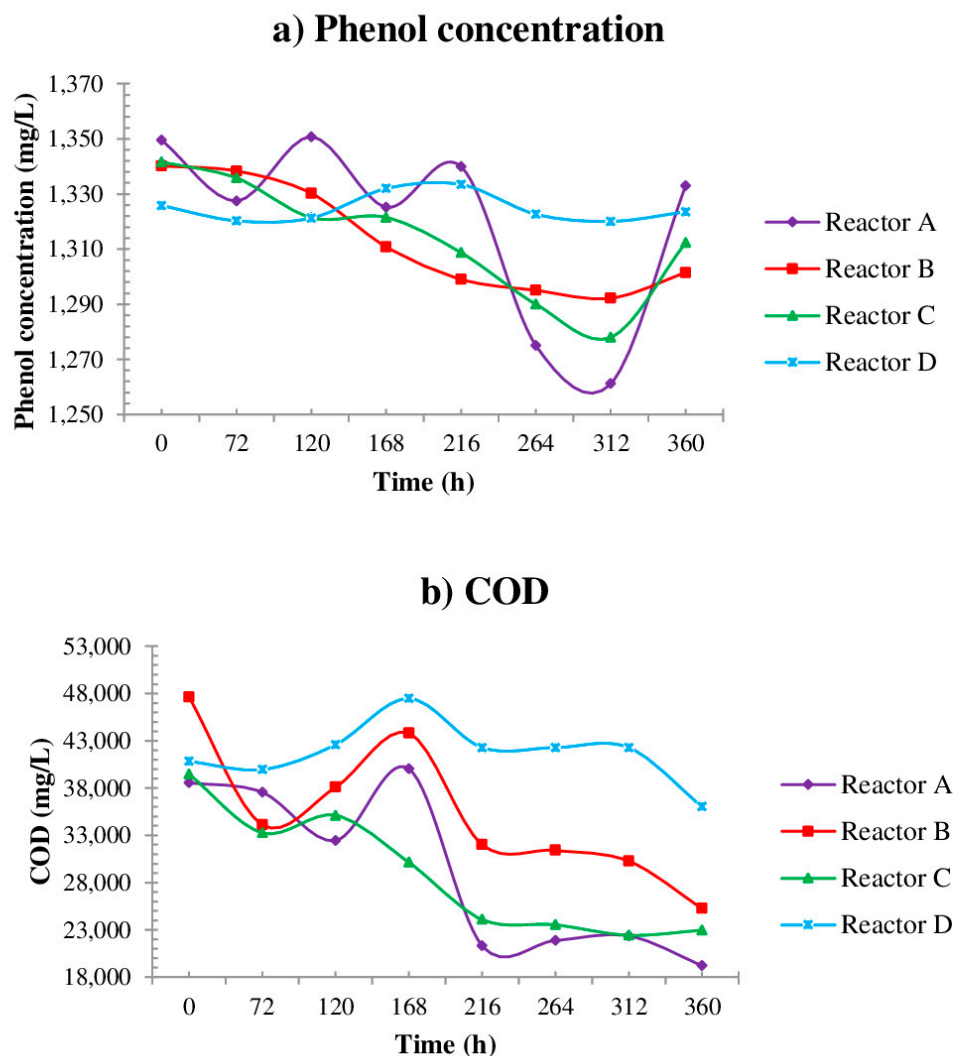 a) Phenol concentration
Phenol concentration (mg/L)
1,370
1,350
1,330
1,310
1,290
1,270
1,250
0 72 120 168 216 264 312 360
Time (h)
Reactor A
Reactor B
Reactor C
Reactor D
b) COD
COD (mg/L)
53,000
48,000
43,000
38,000
33,000
28,000
23,000
18,000
0 72 120 168 216 264 312 360
Time (h)
Reactor A
Reactor B
Reactor C
Reactor D